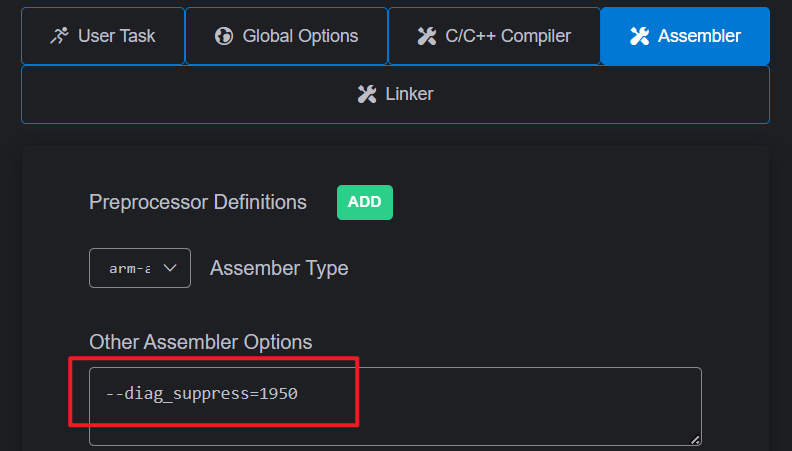 User Task
Global Options
C/C++ Compiler
Assembler
Linker
Preprocessor Definitions
ADD
arm-a
Assember Type
Other Assembler Options
--diag_suppress=1950